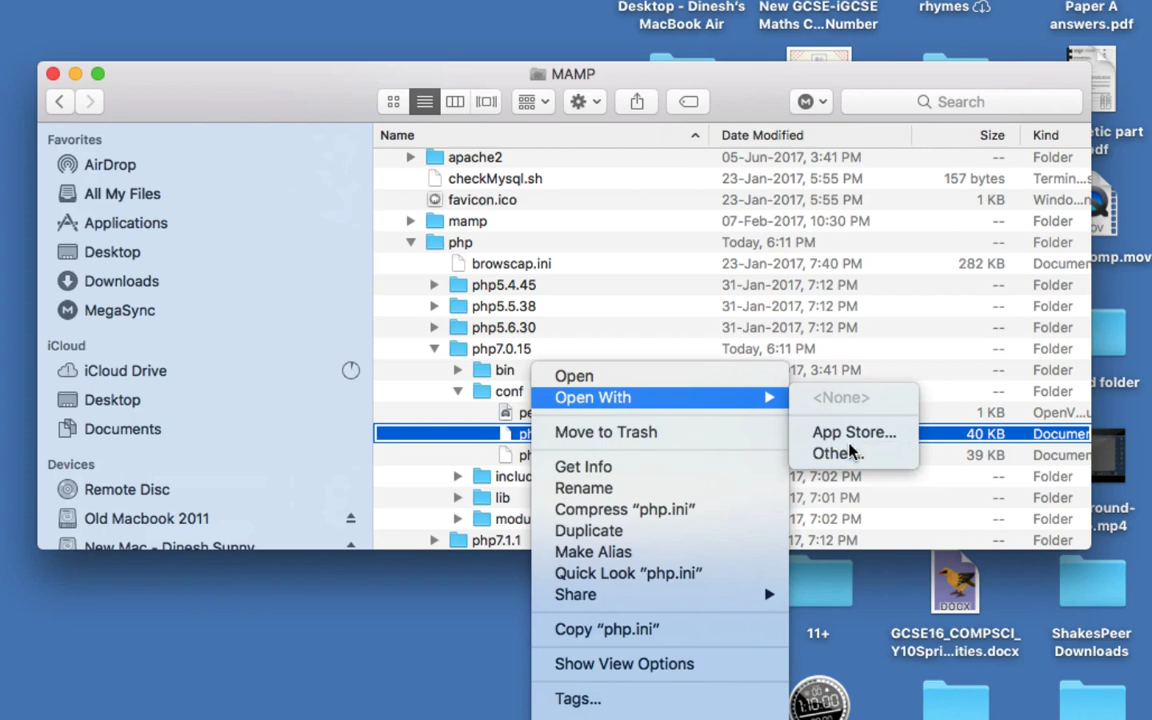 Desktop - Dinesh's
MacBook Air
New GCSE-iGCSE
Maths C...Number
rhymes
Paper A
answers.pdf
MAMP
Search
Favorites
AirDrop
All My Files
Applications
Desktop
Downloads
MegaSync
iCloud
iCloud Drive
Desktop
Documents
Devices
Remote Disc
Old Macbook 2011
New Mac - Dinesh Sunny
Name Date Modified Size Kind
apache2 05-Jun-2017, 3:41 PM -- Folder
checkMysql.sh 23-Jan-2017, 5:55 PM 157 bytes Termin...s
favicon.ico 23-Jan-2017, 5:55 PM 1 KB Windo...n
mamp 07-Feb-2017, 10:30 PM -- Folder
php Today, 6:11 PM -- Folder
browscap.ini 23-Jan-2017, 7:40 PM 282 KB Documen
php5.4.45 31-Jan-2017, 7:12 PM -- Folder
php5.5.38 31-Jan-2017, 7:12 PM -- Folder
php5.6.30 31-Jan-2017, 7:12 PM -- Folder
php7.0.15 Today, 6:11 PM -- Folder
bin 17, 3:41 PM -- Folder
conf Folder
pe 1 KB OpenV...u
ph 40 KB Documen
ph 39 KB Documen
includ 17, 7:02 PM -- Folder
lib 17, 7:01 PM -- Folder
modu 17, 7:02 PM -- Folder
php7.1.1 17, 7:12 PM -- Folder
Open
Open With
Move to Trash
Get Info
Rename
Compress “php.ini”
Duplicate
Make Alias
Quick Look “php.ini”
Share
Copy “php.ini”
Show View Options
Tags...
<None>
App Store...
Other...
etic part
df
omp.mov
d folder
ound-
.mp4
DOCX
11+
GCSE16_COMPSCI_
Y10Spri...ities.docx
ShakesPeer
Downloads
1:10:00